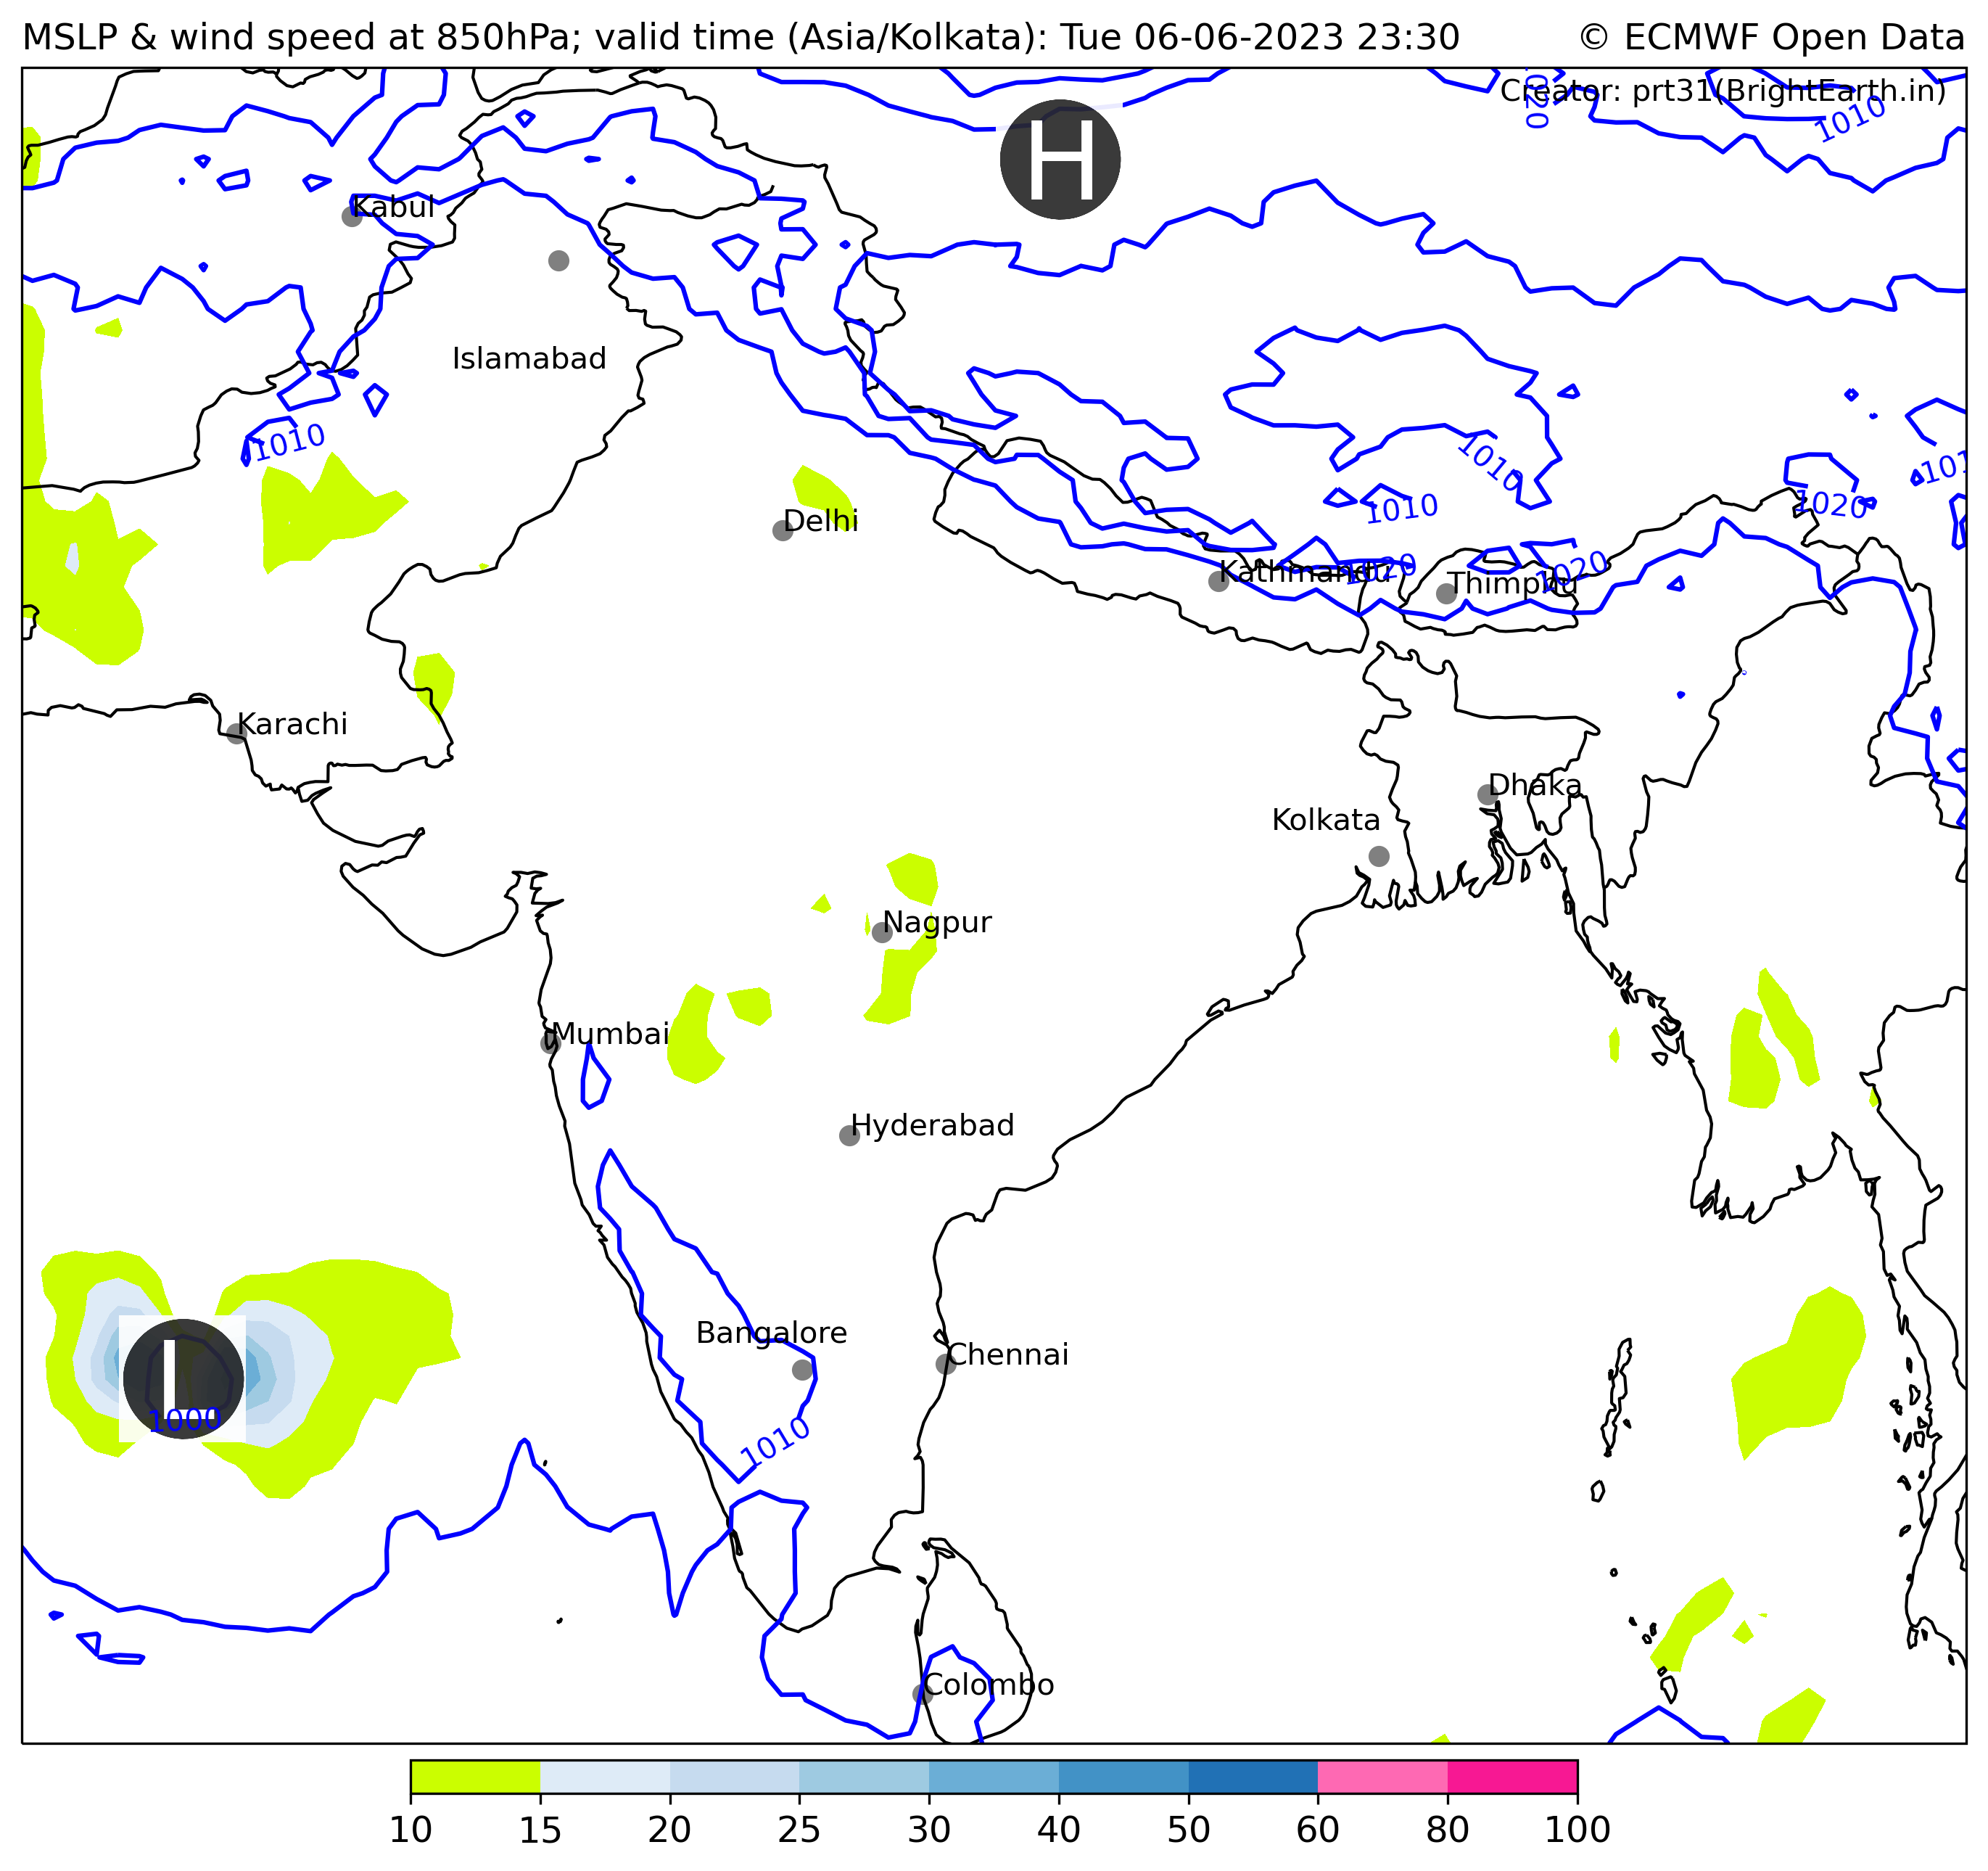 MSLP & wind speed at 850hPa; valid time (Asia/Kolkata): Tue 06-06-2023 23:30
© ECMWF Open Data
Creator: prt31(BrightEarth.in)
1020
1010
H
Kabul
Islamabad
1010
1010
1010
1020
Delhi
Kathmandu
1020
Thimphu
1020
Karachi
Dhaka
Kolkata
Nagpur
Mumbai
Hyderabad
Bangalore
Chennai
L
1000
1010
Colombo
10 15 20 25 30 40 50 60 80 100